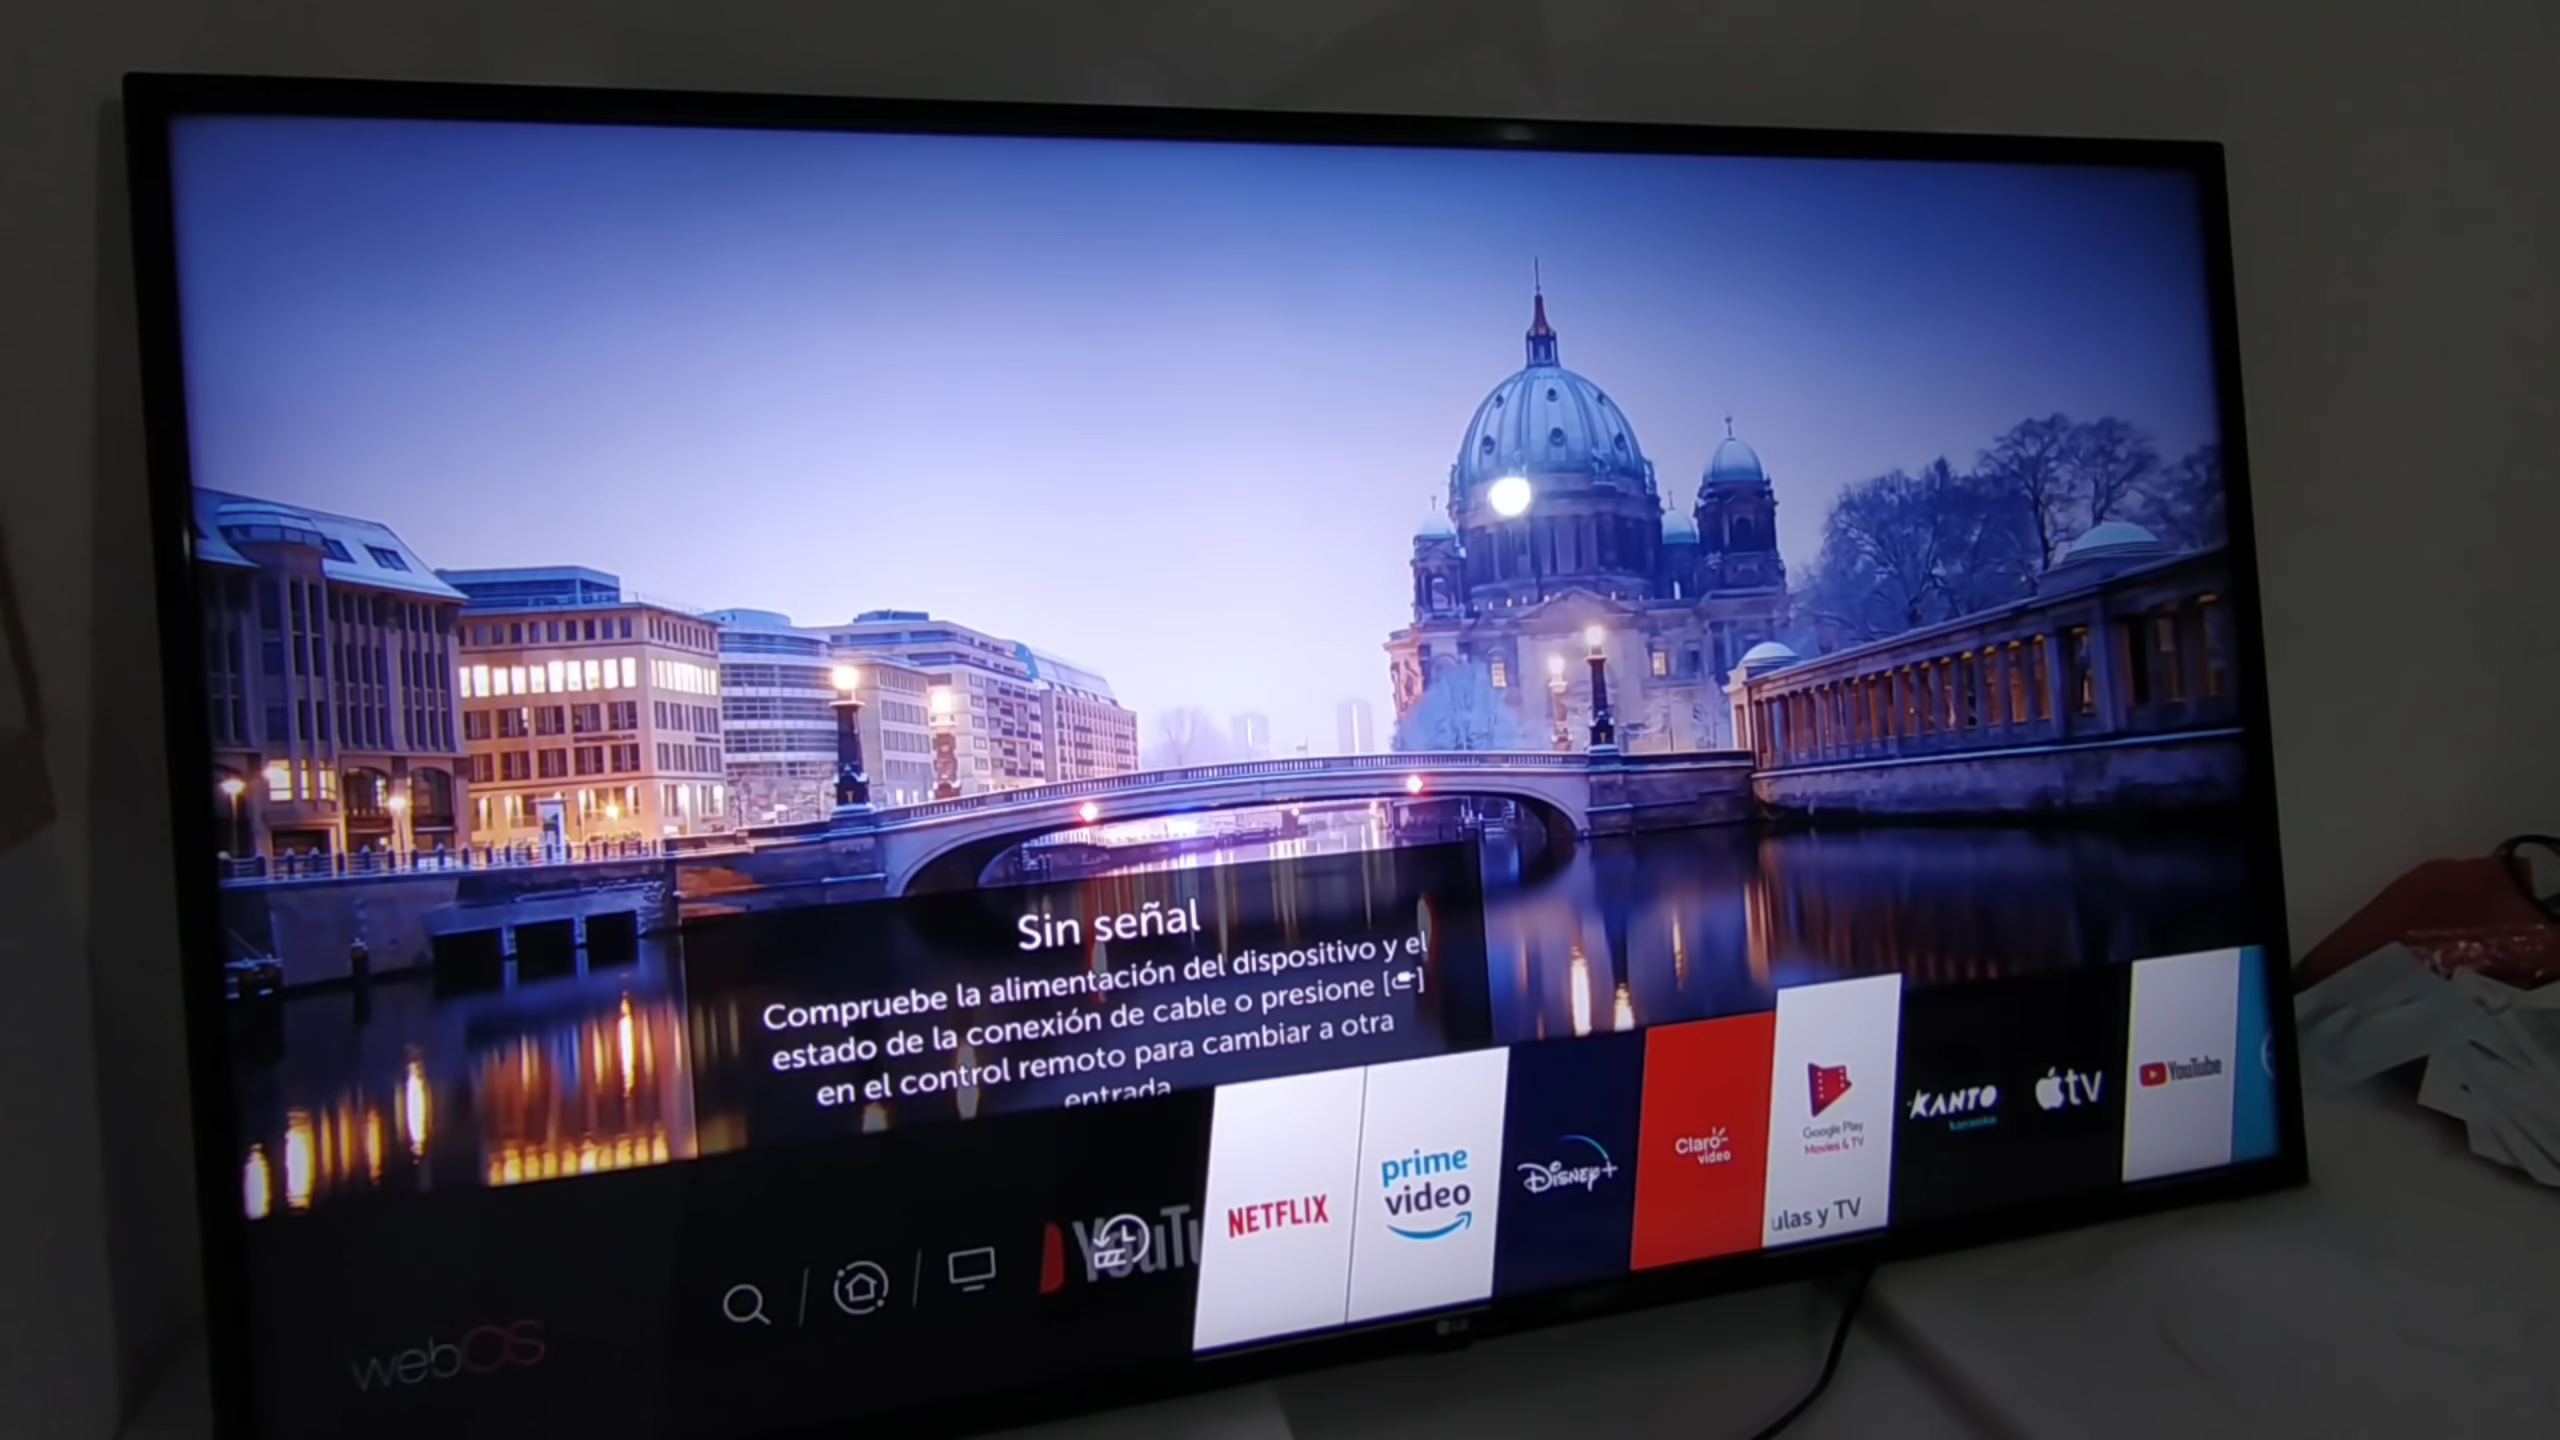 Sin señal
Compruebe la alimentación del dispositivo y el
estado de la conexión de cable o presione [ ]
en el control remoto para cambiar a otra
entrada
webOS
NETFLIX
prime
video
Disney+
Claro
video
Google Play
Movies & TV
ulas y TV
KANTO
karaoke
tv
YouTube
LG